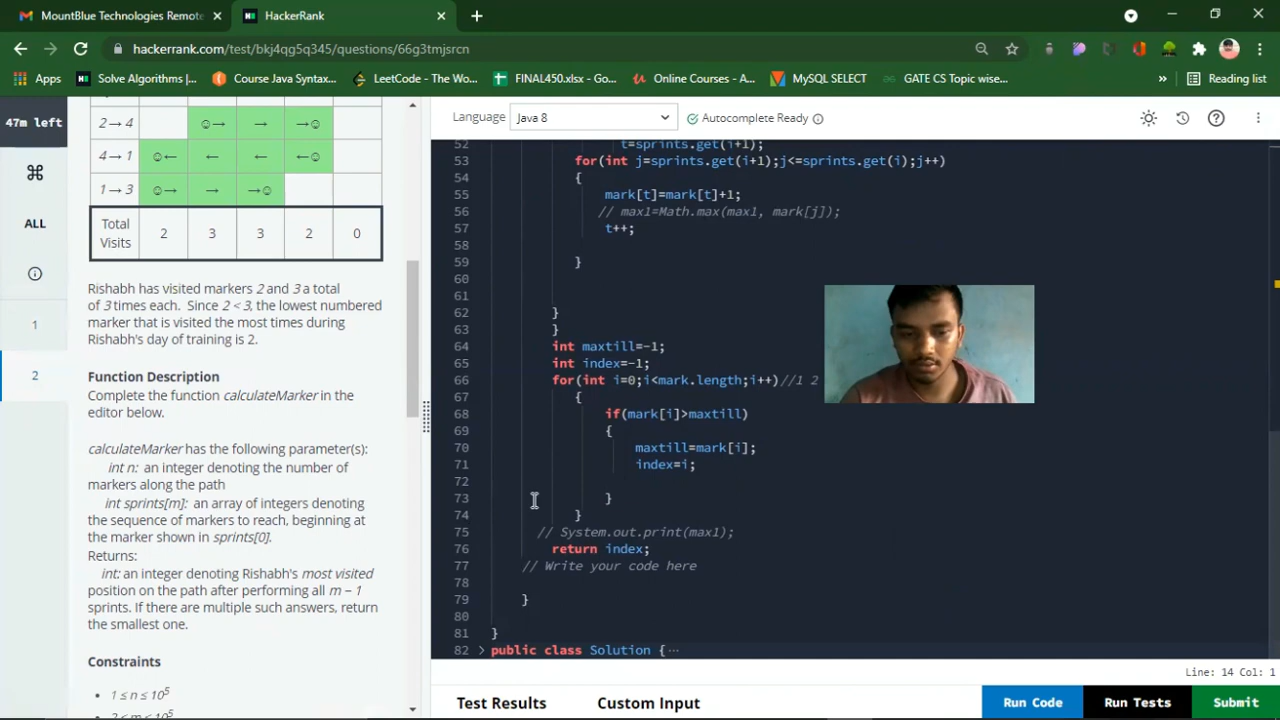 MountBlue Technologies Remote
HackerRank
hackerrank.com/test/bkj4qg5q345/questions/66g3tmjsrcn
Apps
Solve Algorithms |...
Course Java Syntax...
LeetCode - The Wo...
FINAL450.xlsx - Go...
Online Courses - A...
MySQL SELECT
GATE CS Topic wise...
»
Reading list
47m left
ALL
1
2
2→4 ☺→ → →☺
4→1 ☺← ← ← ←☺
1→3 ☺→ → →☺
Total
Visits
2 3 3 2 0
Rishabh has visited markers 2 and 3 a total
of 3 times each. Since 2 < 3, the lowest numbered
marker that is visited the most times during
Rishabh's day of training is 2.
Function Description
Complete the function calculateMarker in the
editor below.
calculateMarker has the following parameter(s):
int n: an integer denoting the number of
markers along the path
int sprints[m]: an array of integers denoting
the sequence of markers to reach, beginning at
the marker shown in sprints[0].
Returns:
int: an integer denoting Rishabh's most visited
position on the path after performing all m − 1
sprints. If there are multiple such answers, return
the smallest one.
Constraints
• 1 ≤ n ≤ 10⁵
Language Java 8 Autocomplete Ready
52 t=sprints.get(i+1);
53 for(int j=sprints.get(i+1);j<=sprints.get(i);j++)
54 {
55 mark[t]=mark[t]+1;
56 // max1=Math.max(max1, mark[j]);
57 t++;
58
59 }
60
61
62 }
63 }
64 int maxtill=-1;
65 int index=-1;
66 for(int i=0;i<mark.length;i++)//1 2
67 {
68 if(mark[i]>maxtill)
69 {
70 maxtill=mark[i];
71 index=i;
72
73 }
74 }
75 // System.out.print(max1);
76 return index;
77 // Write your code here
78
79 }
80
81 }
82 > public class Solution {⋯
Line: 14 Col: 1
Test Results
Custom Input
Run Code
Run Tests
Submit